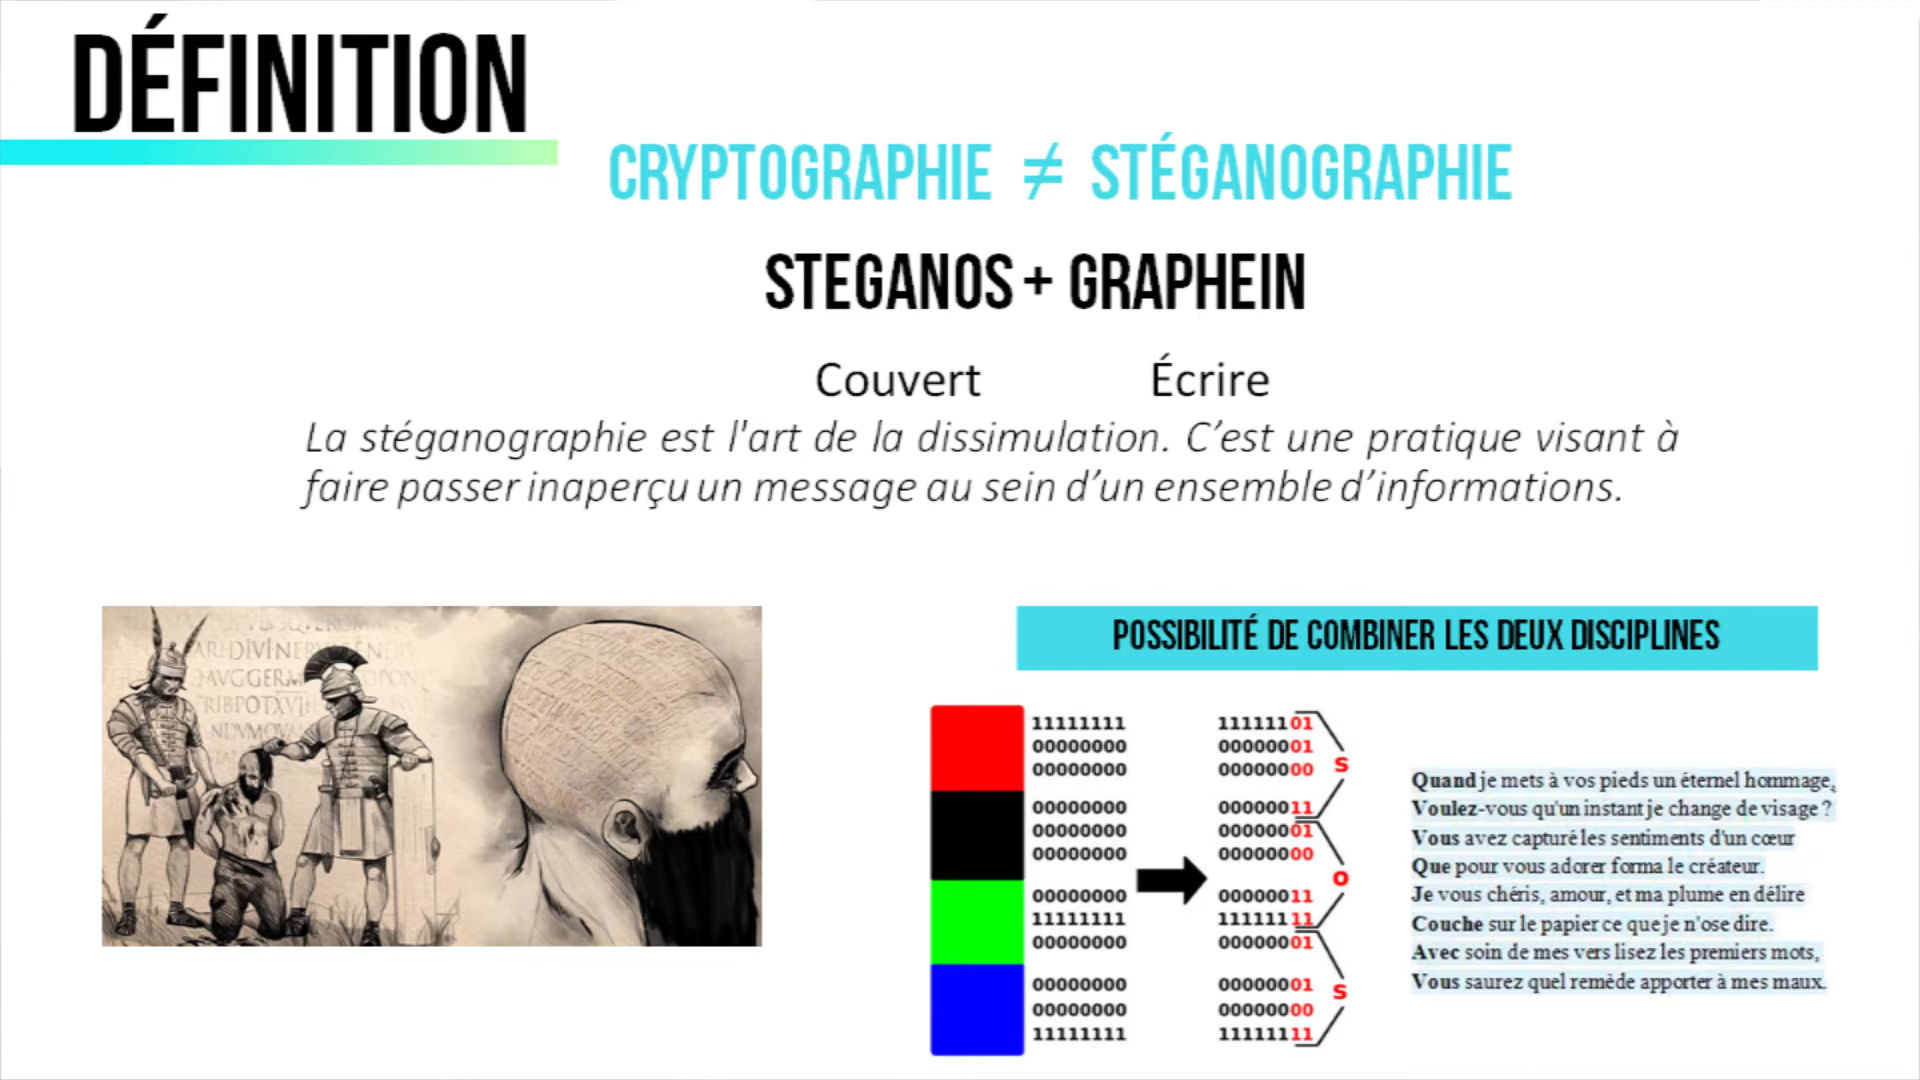 DÉFINITION
CRYPTOGRAPHIE ≠ STÉGANOGRAPHIE
STEGANOS + GRAPHEIN
Couvert Écrire
La stéganographie est l'art de la dissimulation. C’est une pratique visant à
faire passer inaperçu un message au sein d’un ensemble d’informations.
POSSIBILITÉ DE COMBINER LES DEUX DISCIPLINES
11111111 11111101
00000000 00000001
00000000 00000000
S
00000000 00000011
00000000 00000001
00000000 00000000
O
00000000 00000011
11111111 11111111
00000000 00000001
S
00000000 00000001
00000000 00000000
11111111 11111111
Quand je mets à vos pieds un éternel hommage,
Voulez-vous qu'un instant je change de visage ?
Vous avez capturé les sentiments d'un cœur
Que pour vous adorer forma le créateur.
Je vous chéris, amour, et ma plume en délire
Couche sur le papier ce que je n'ose dire.
Avec soin de mes vers lisez les premiers mots,
Vous saurez quel remède apporter à mes maux.